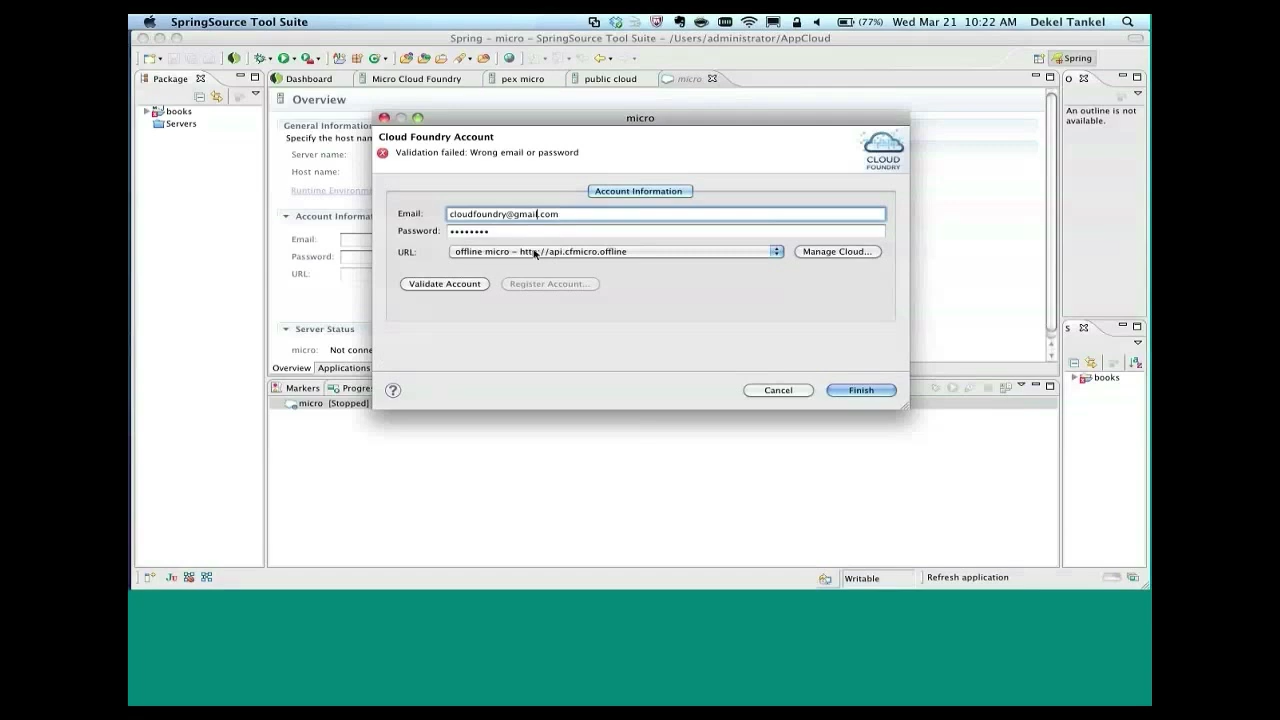 SpringSource Tool Suite
(77%) Wed Mar 21 10:22 AM Dekel Tankel
Spring – micro – SpringSource Tool Suite – /Users/administrator/AppCloud
Spring
Package
Dashboard
Micro Cloud Foundry
pex micro
public cloud
micro
O
books
Servers
Overview
An outline is not
available.
General Informatio
Specify the host nam
Server name:
Host name:
Runtime Environm
Account Informat
Email:
Password:
URL:
Server Status
micro: Not conne
Overview Applications
Markers Progre
micro [Stopped]
micro
Cloud Foundry Account
Validation failed: Wrong email or password
CLOUD
FOUNDRY
Account Information
Email: cloudfoundry@gmail.com
Password: ••••••••
URL: offline micro – http://api.cfmicro.offline
Manage Cloud...
Validate Account Register Account...
? Cancel Finish
S
books
Ju
Writable
Refresh application